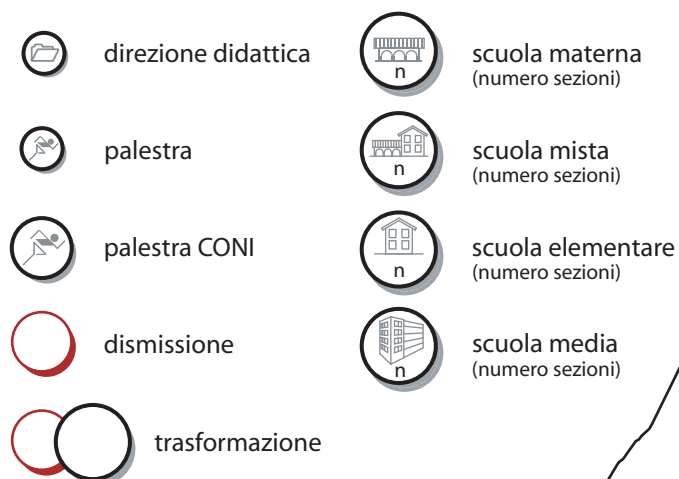 direzione didattica
palestra
palestra CONI
dismissione
trasformazione
n
scuola materna
(numero sezioni)
n
scuola mista
(numero sezioni)
n
scuola elementare
(numero sezioni)
n
scuola media
(numero sezioni)